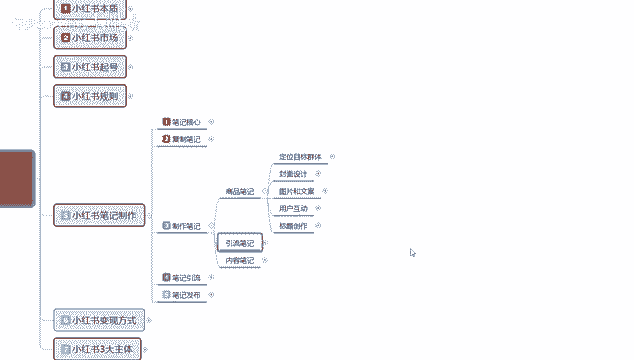 1 小红书本质
2 小红书市场
3 小红书起号
4 小红书规则
1 笔记核心
2 复制笔记
定位目标群体
封面设计
商品笔记
图片和文案
用户互动
5 小红书笔记制作
3 制作笔记
标题创作
引流笔记
内容笔记
4 笔记引流
5 笔记发布
6 小红书变现方式
7 小红书3大主体